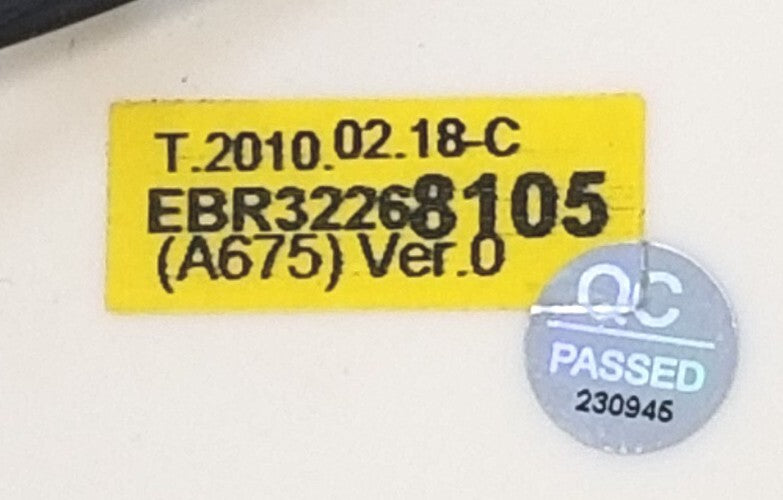 T.2010.02.18-C
EBR32268105
(A675) Ver.0
QC
PASSED
230945